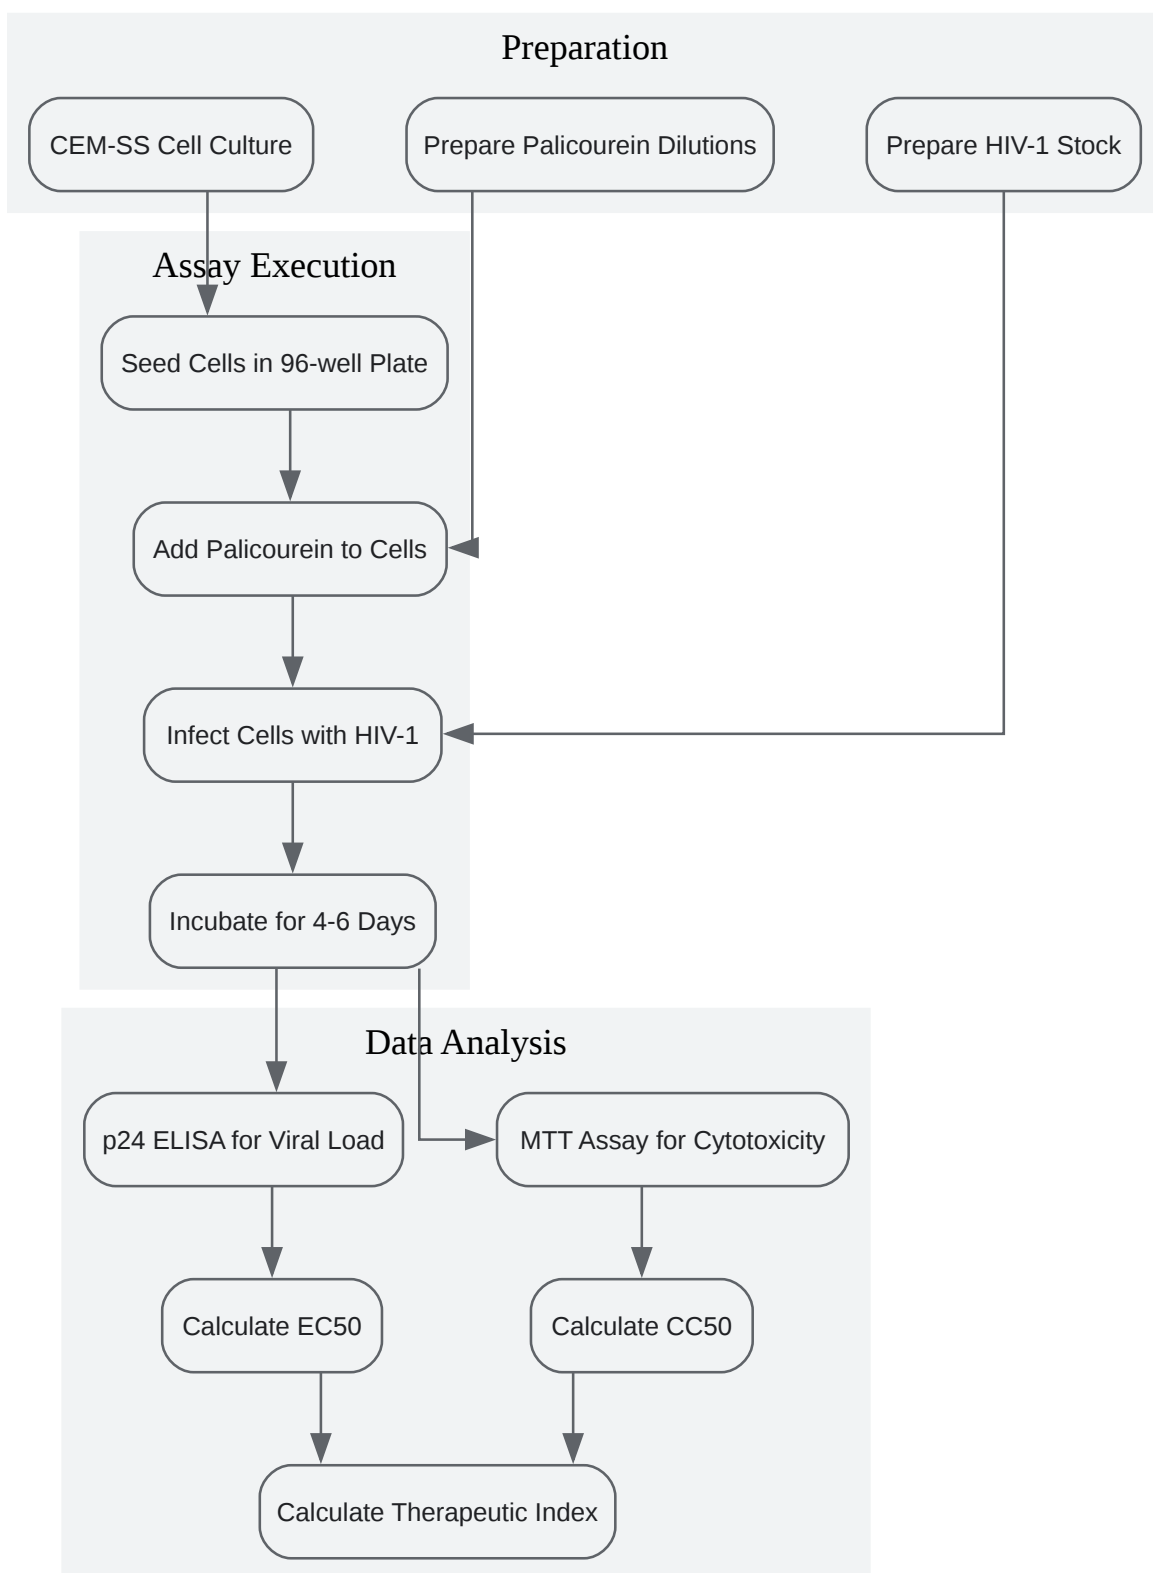 Preparation
CEM-SS Cell Culture
Prepare Palicourein Dilutions
Prepare HIV-1 Stock
Assay Execution
Seed Cells in 96-well Plate
Add Palicourein to Cells
Infect Cells with HIV-1
Incubate for 4-6 Days
Data Analysis
p24 ELISA for Viral Load
MTT Assay for Cytotoxicity
Calculate EC50
Calculate CC50
Calculate Therapeutic Index